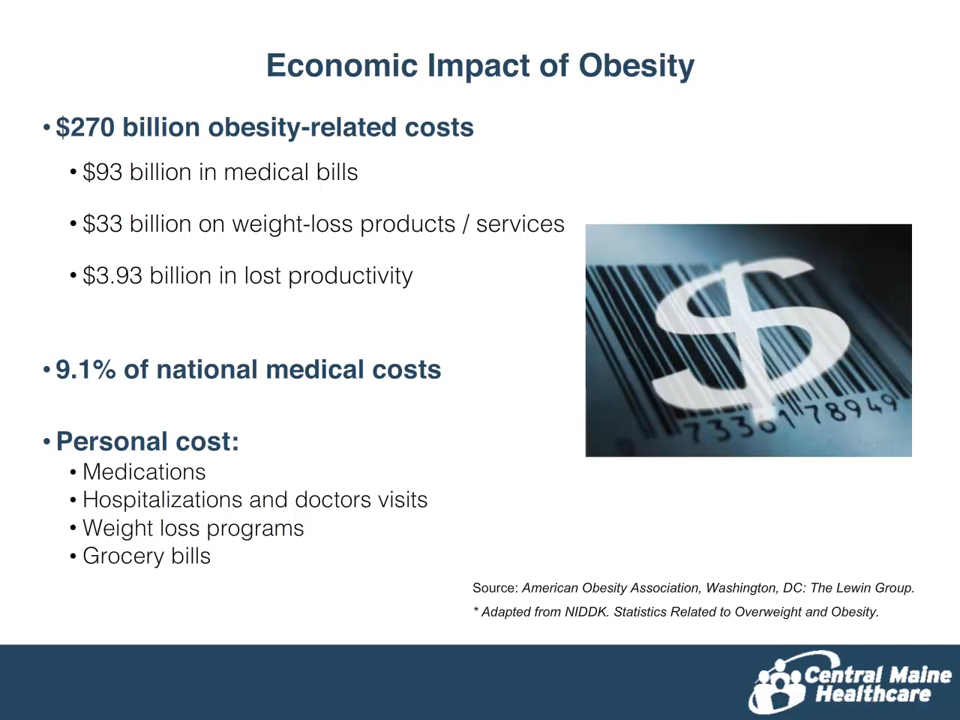 Economic Impact of Obesity
• $270 billion obesity-related costs
• $93 billion in medical bills
• $33 billion on weight-loss products / services
• $3.93 billion in lost productivity
• 9.1% of national medical costs
• Personal cost:
• Medications
• Hospitalizations and doctors visits
• Weight loss programs
• Grocery bills
$
73361 78949
Source: American Obesity Association, Washington, DC: The Lewin Group.
* Adapted from NIDDK. Statistics Related to Overweight and Obesity.
Central Maine
Healthcare